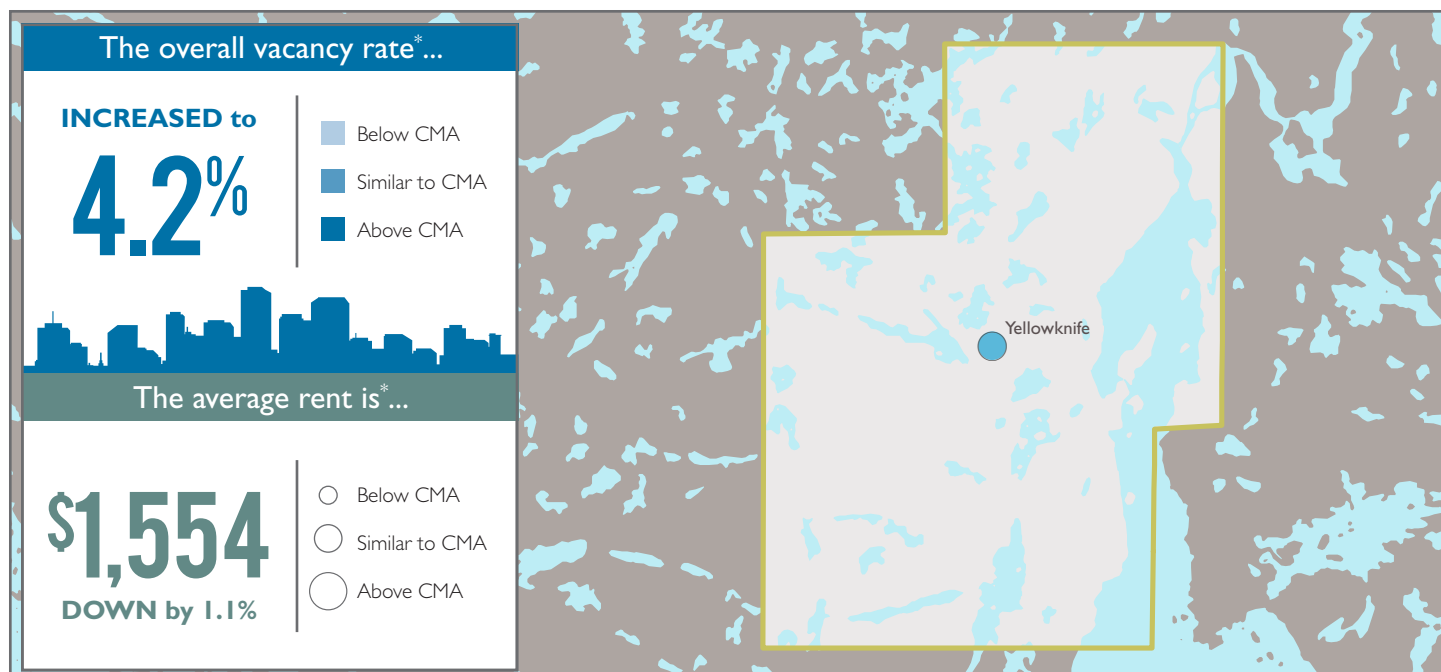 The overall vacancy rate*...
INCREASED to
4.2%
Below CMA
Similar to CMA
Above CMA
The average rent is*...
$1,554
DOWN by 1.1%
Below CMA
Similar to CMA
Above CMA
Yellowknife